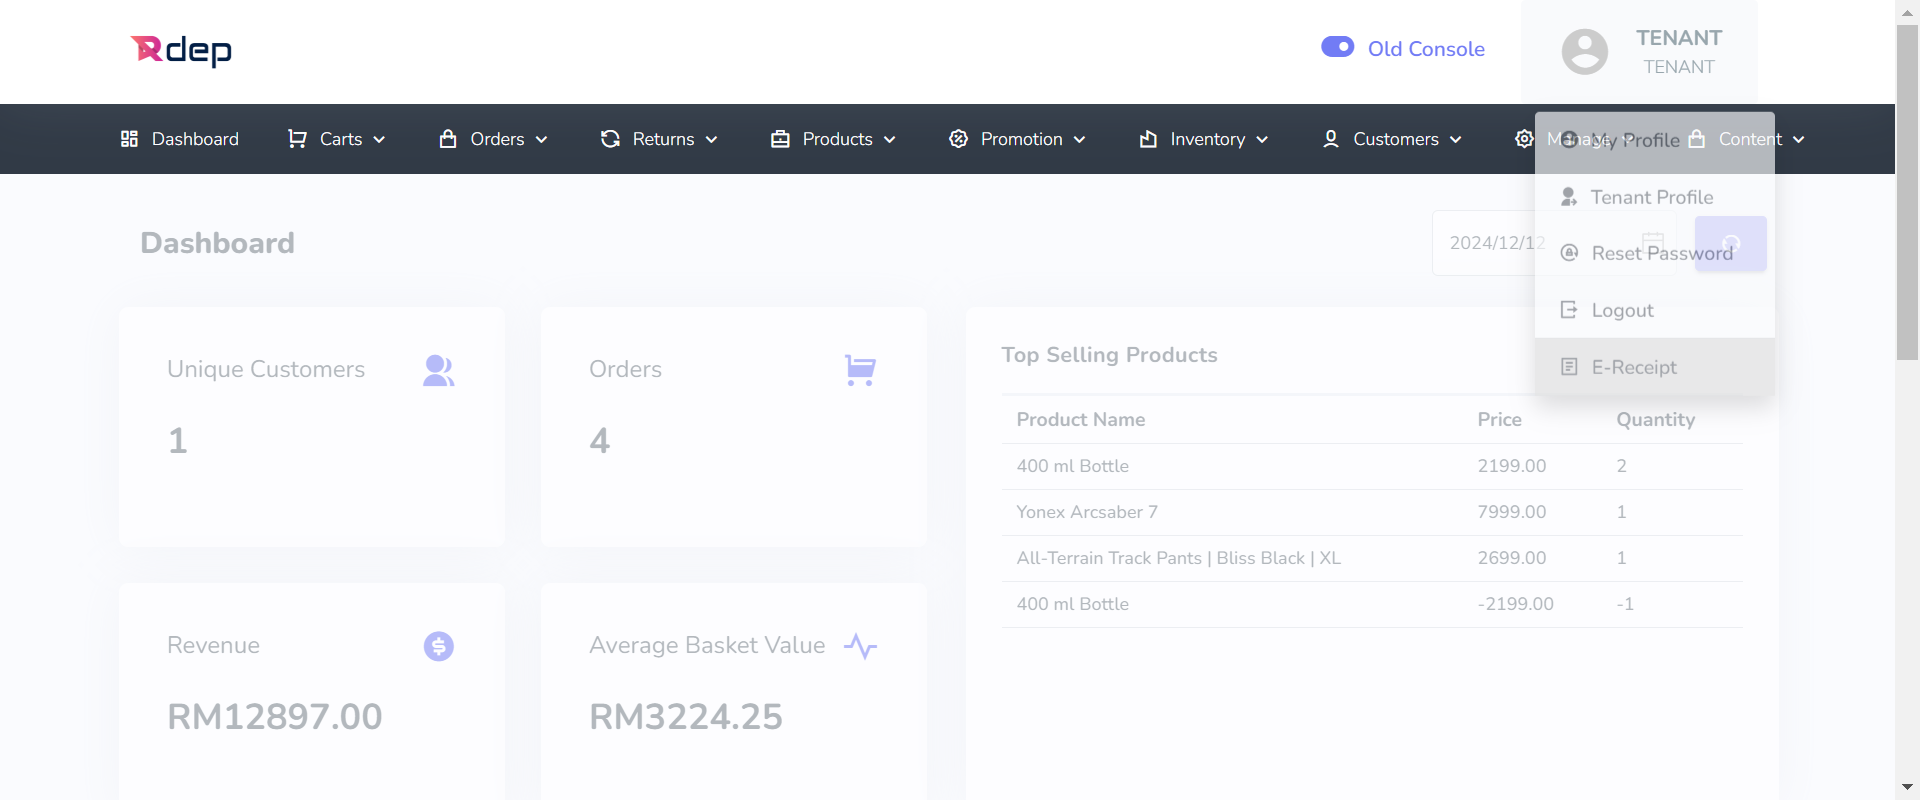 Rdep
Old Console
TENANT
TENANT
Dashboard
Carts
Orders
Returns
Products
Promotion
Inventory
Customers
Manage
Content
My Profile
Tenant Profile
Reset Password
Logout
E-Receipt
Dashboard
2024/12/12
Unique Customers
1
Orders
4
Revenue
RM12897.00
Average Basket Value
RM3224.25
Top Selling Products
Product Name Price Quantity
400 ml Bottle 2199.00 2
Yonex Arcsaber 7 7999.00 1
All-Terrain Track Pants | Bliss Black | XL 2699.00 1
400 ml Bottle -2199.00 -1